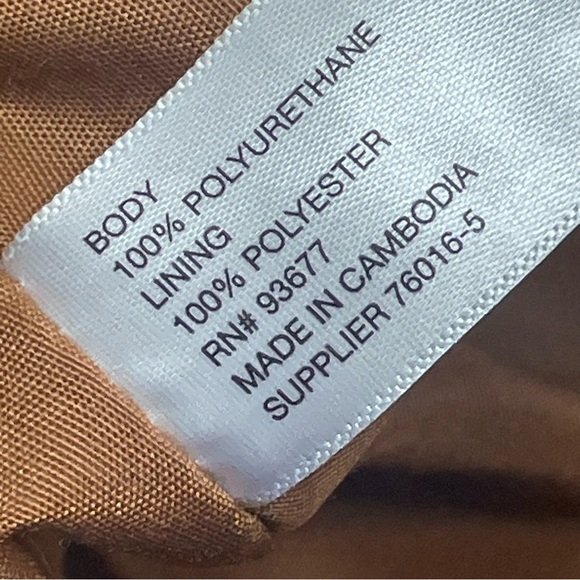 BODY
100% POLYURETHANE
LINING
100% POLYESTER
RN# 93677
MADE IN CAMBODIA
SUPPLIER 76016-5